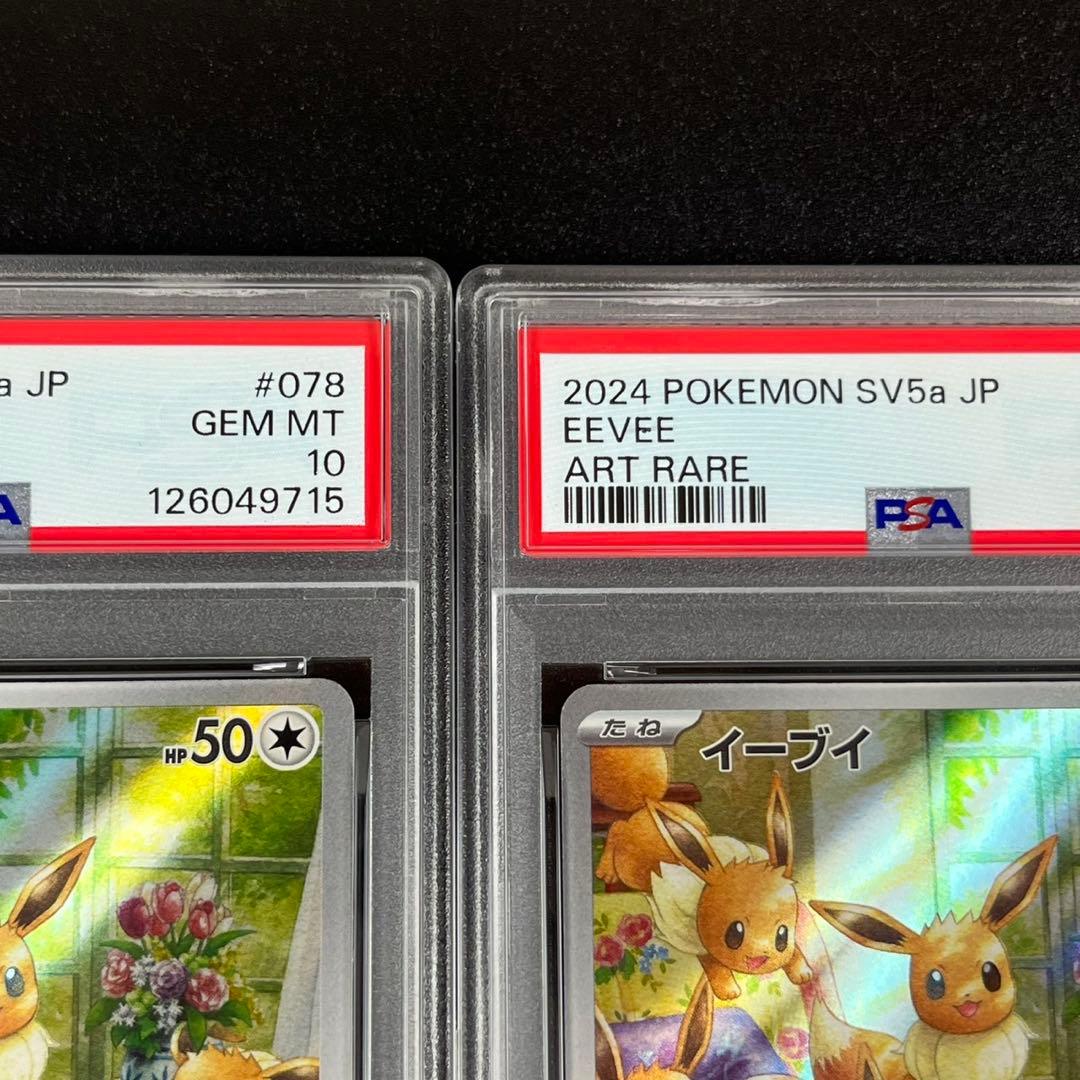 a JP
#078
GEM MT
10
126049715
2024 POKEMON SV5a JP
EEVEE
ART RARE
PSA
HP50
たね
イーブイ